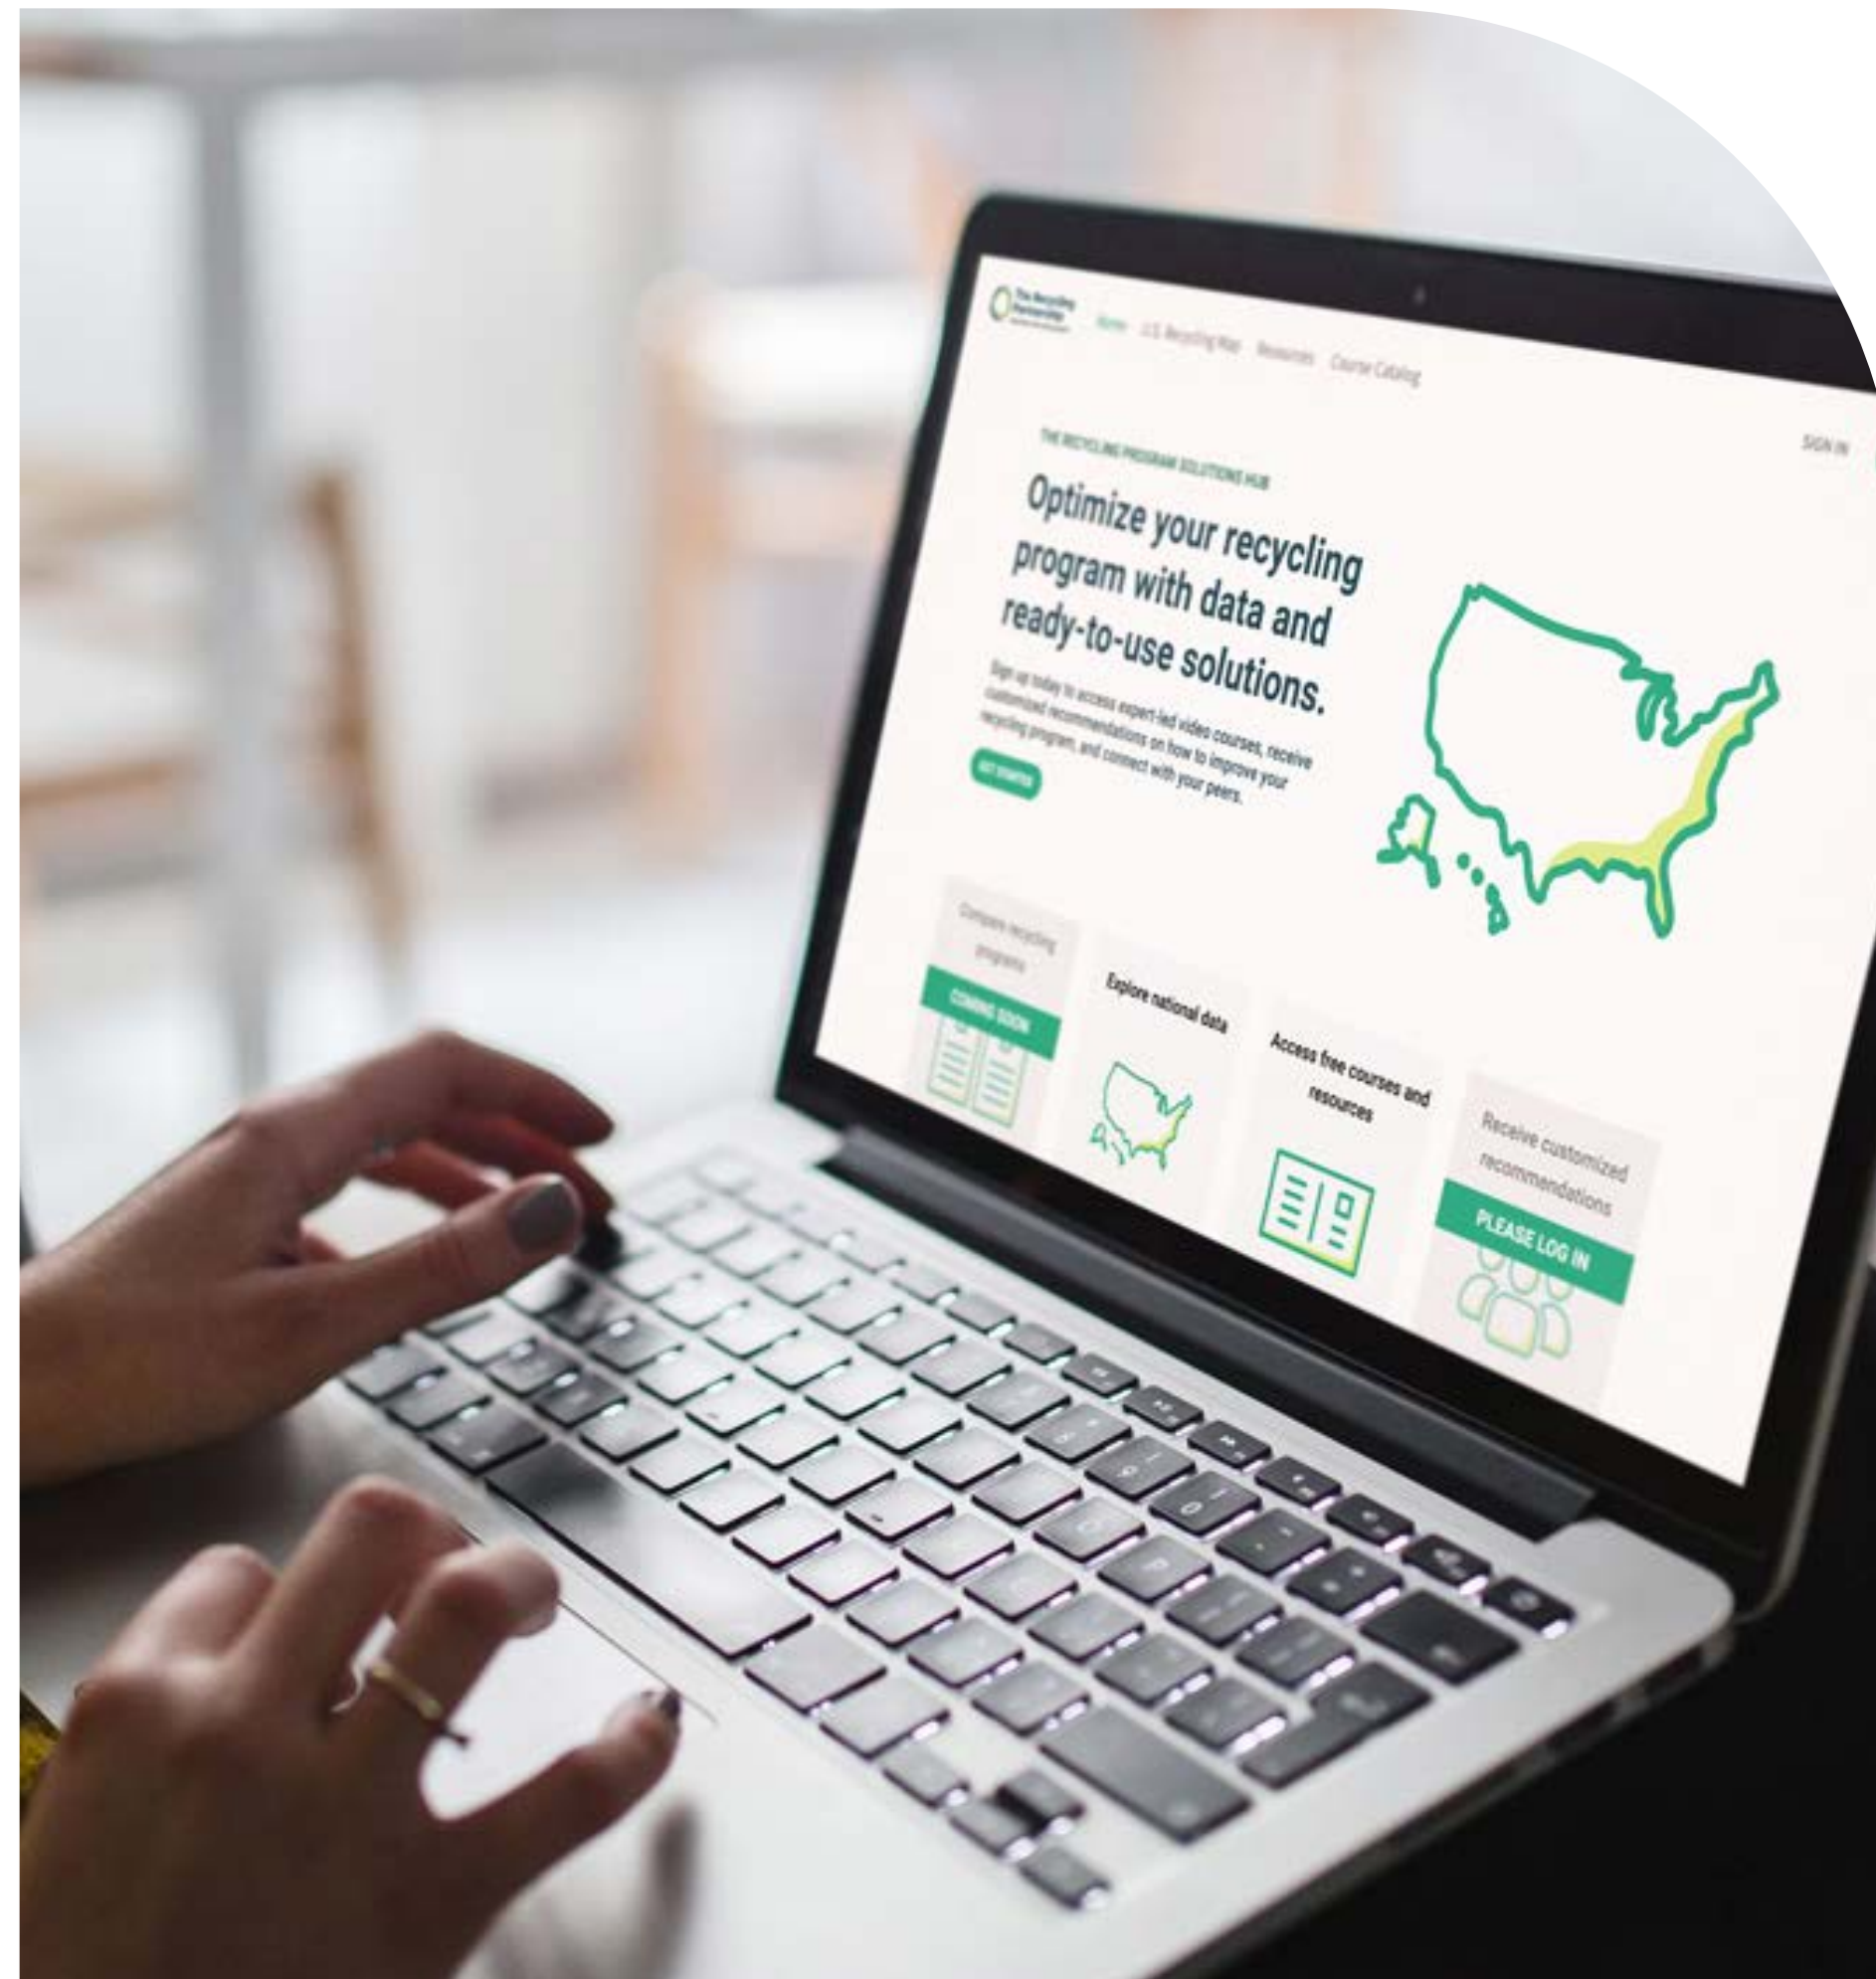 The Recycling
Partnership
Home U.S. Recycling Map Resources Course Catalog
SIGN IN
THE RECYCLING PROGRAM SOLUTIONS HUB
Optimize your recycling
program with data and
ready-to-use solutions.
Sign up today to access expert-led video courses, receive
customized recommendations on how to improve your
recycling program, and connect with your peers.
GET STARTED
Compare recycling
programs
COMING SOON
Explore national data
Access free courses and
resources
Receive customized
recommendations
PLEASE LOG IN